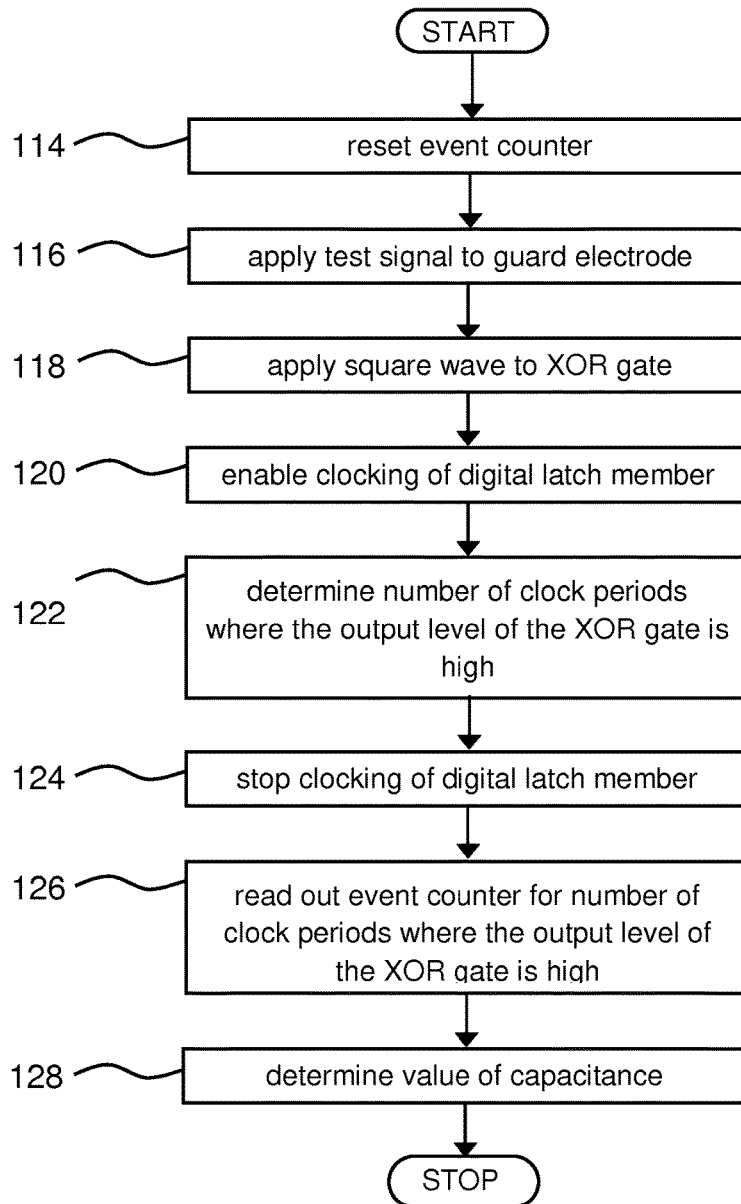 START
114
reset event counter
116
apply test signal to guard electrode
118
apply square wave to XOR gate
120
enable clocking of digital latch member
122
determine number of clock periods
where the output level of the XOR gate is
high
124
stop clocking of digital latch member
126
read out event counter for number of
clock periods where the output level of
the XOR gate is high
128
determine value of capacitance
STOP